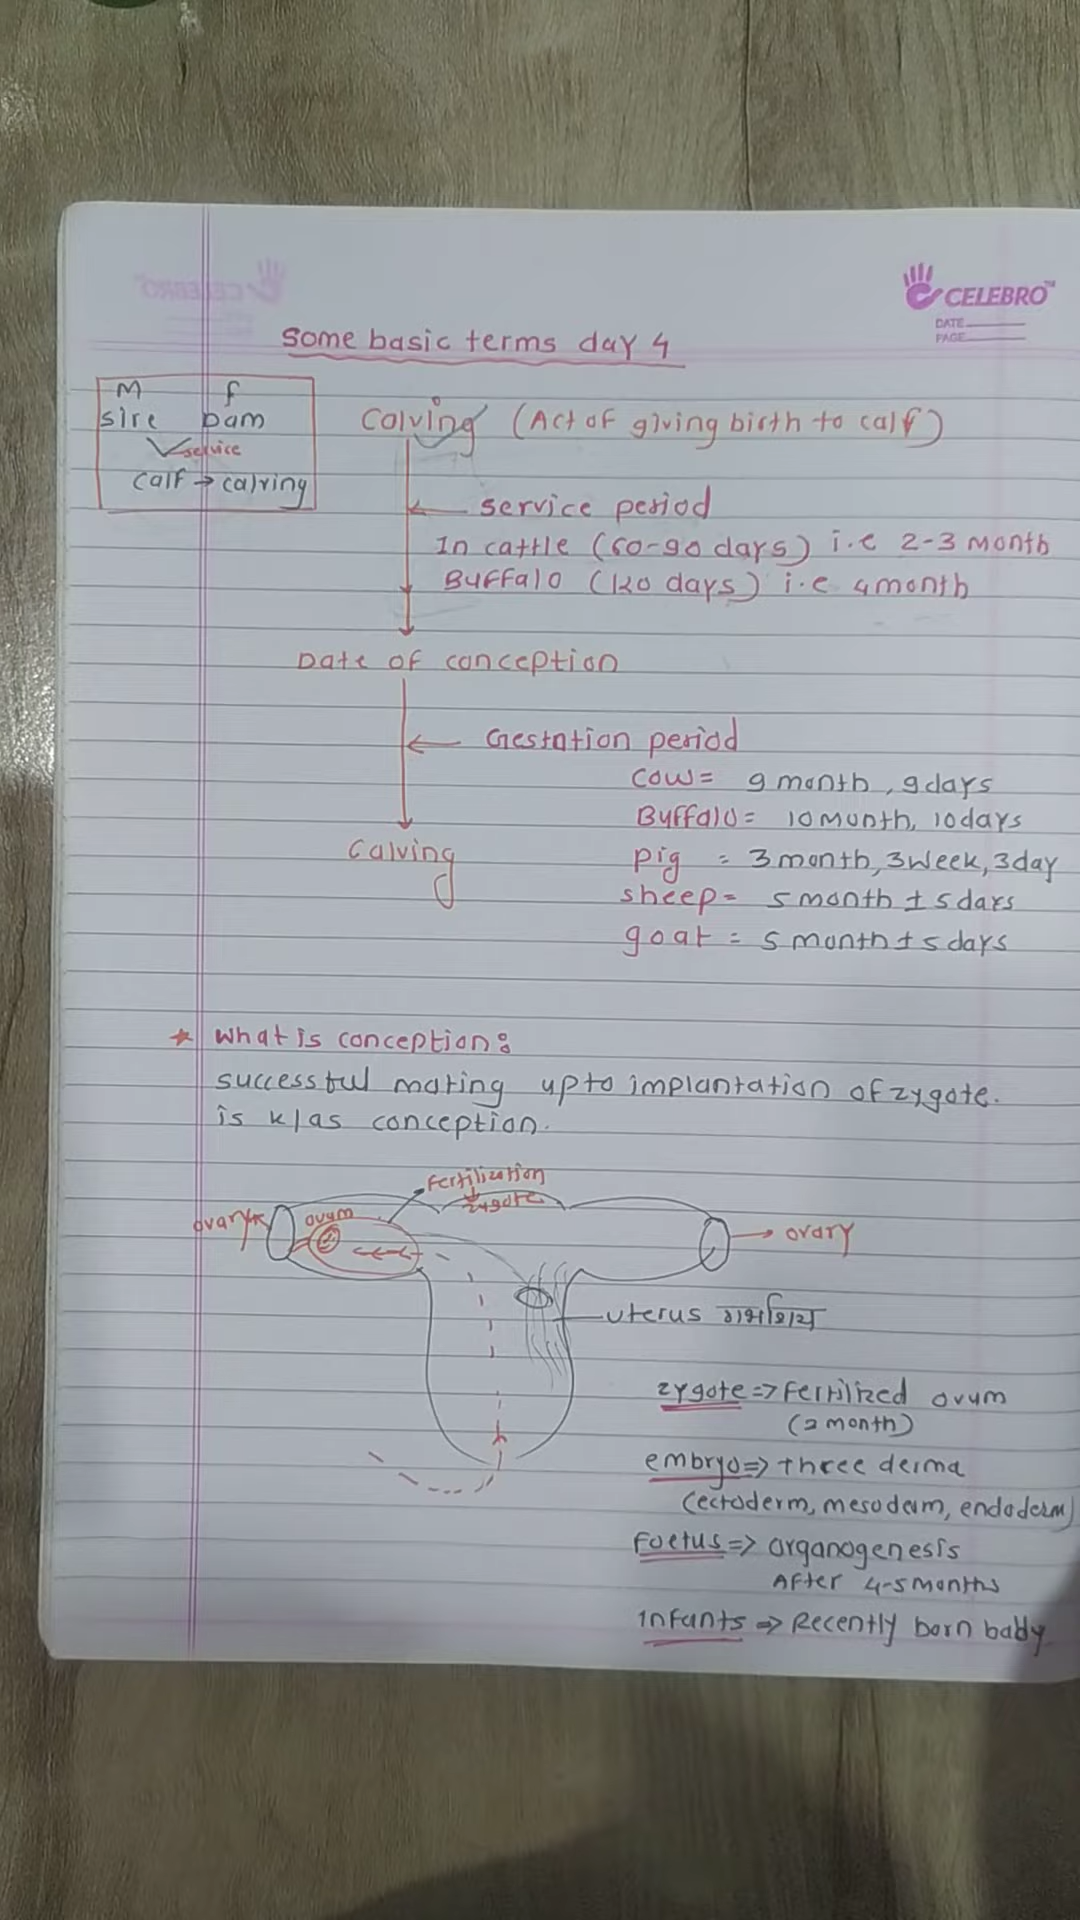 CELEBRO™
DATE
PAGE
some basic terms day 4
M f
sire Dam
service
calf → calving
Calving (Act of giving birth to calf)
service period
In cattle (60-90 days) i.e 2-3 month
Buffalo (120 days) i.e 4 month
Date of conception
Gestation period
cow = 9 month, 9 days
Buffalo = 10 month, 10 days
Calving
pig = 3 month, 3 week, 3 day
sheep = 5 month ± 5 days
goat = 5 month ± 5 days
* what is conception:
successful mating upto implantation of zygote.
is k/as conception.
Fertilization
zygote
ovary ovum
ovary
uterus
zygote => Fertilized ovum
(2 month)
embryo => three derma
(ectoderm, mesoderm, endoderm)
Foetus => organogenesis
After 4-5 months
Infants => Recently born baby